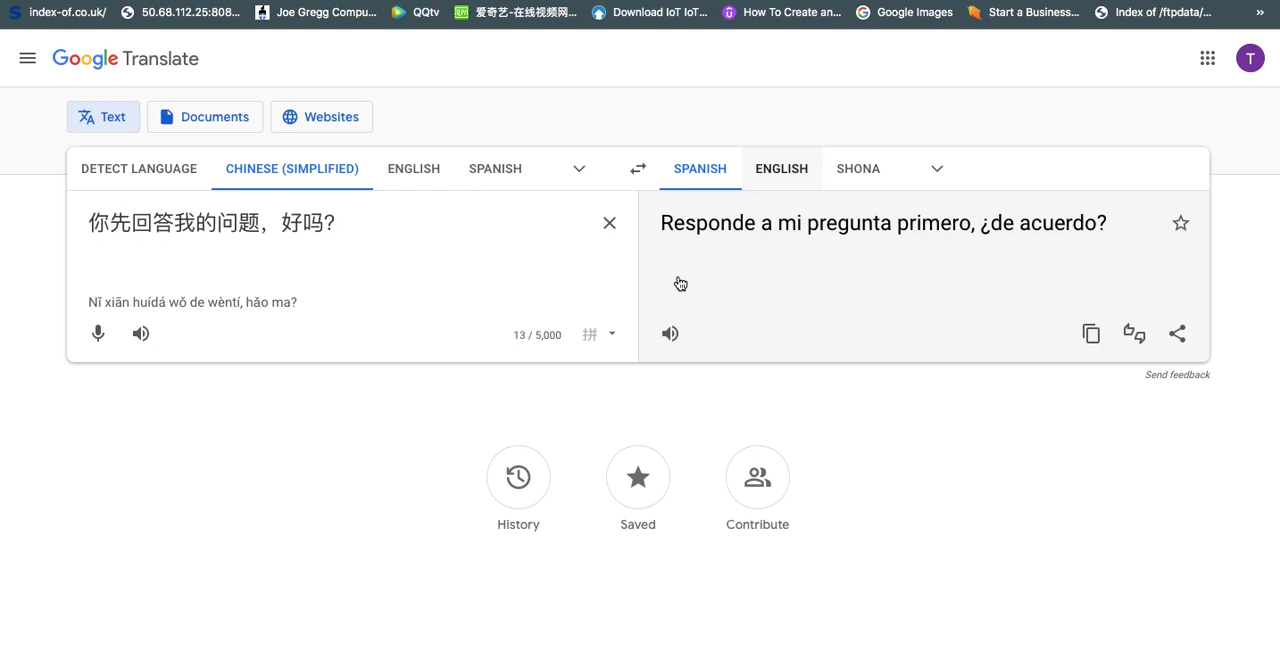 index-of.co.uk/ 50.68.112.25:808... Joe Gregg Compu... QQtv 爱奇艺-在线视频网... Download IoT IoT... How To Create an... Google Images Start a Business... Index of /ftpdata/... »
Google Translate T
Text Documents Websites
DETECT LANGUAGE CHINESE (SIMPLIFIED) ENGLISH SPANISH SPANISH ENGLISH SHONA
你先回答我的问题，好吗？ Responde a mi pregunta primero, ¿de acuerdo?
Nǐ xiān huídá wǒ de wèntí, hǎo ma?
13 / 5,000 拼
Send feedback
History Saved Contribute